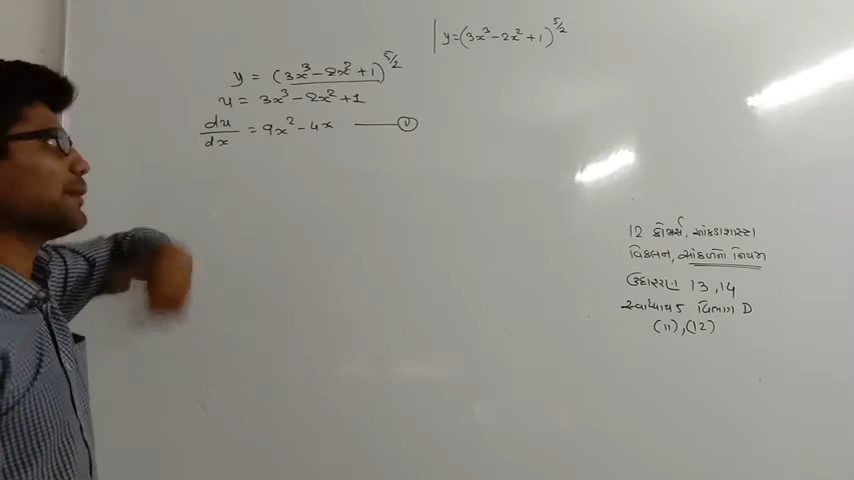 y = (3x³ - 2x² + 1)^5/2
y = (3x³ - 2x² + 1)^5/2
u = 3x³ - 2x² + 1
du/dx = 9x² - 4x —— (1)
12 કોમર્સ, આંકડાશાસ્ત્ર
વિકલન, સાંકળનો નિયમ
ઉદાહરણ 13, 14
સ્વાધ્યાય 5 વિભાગ D
(11), (12)